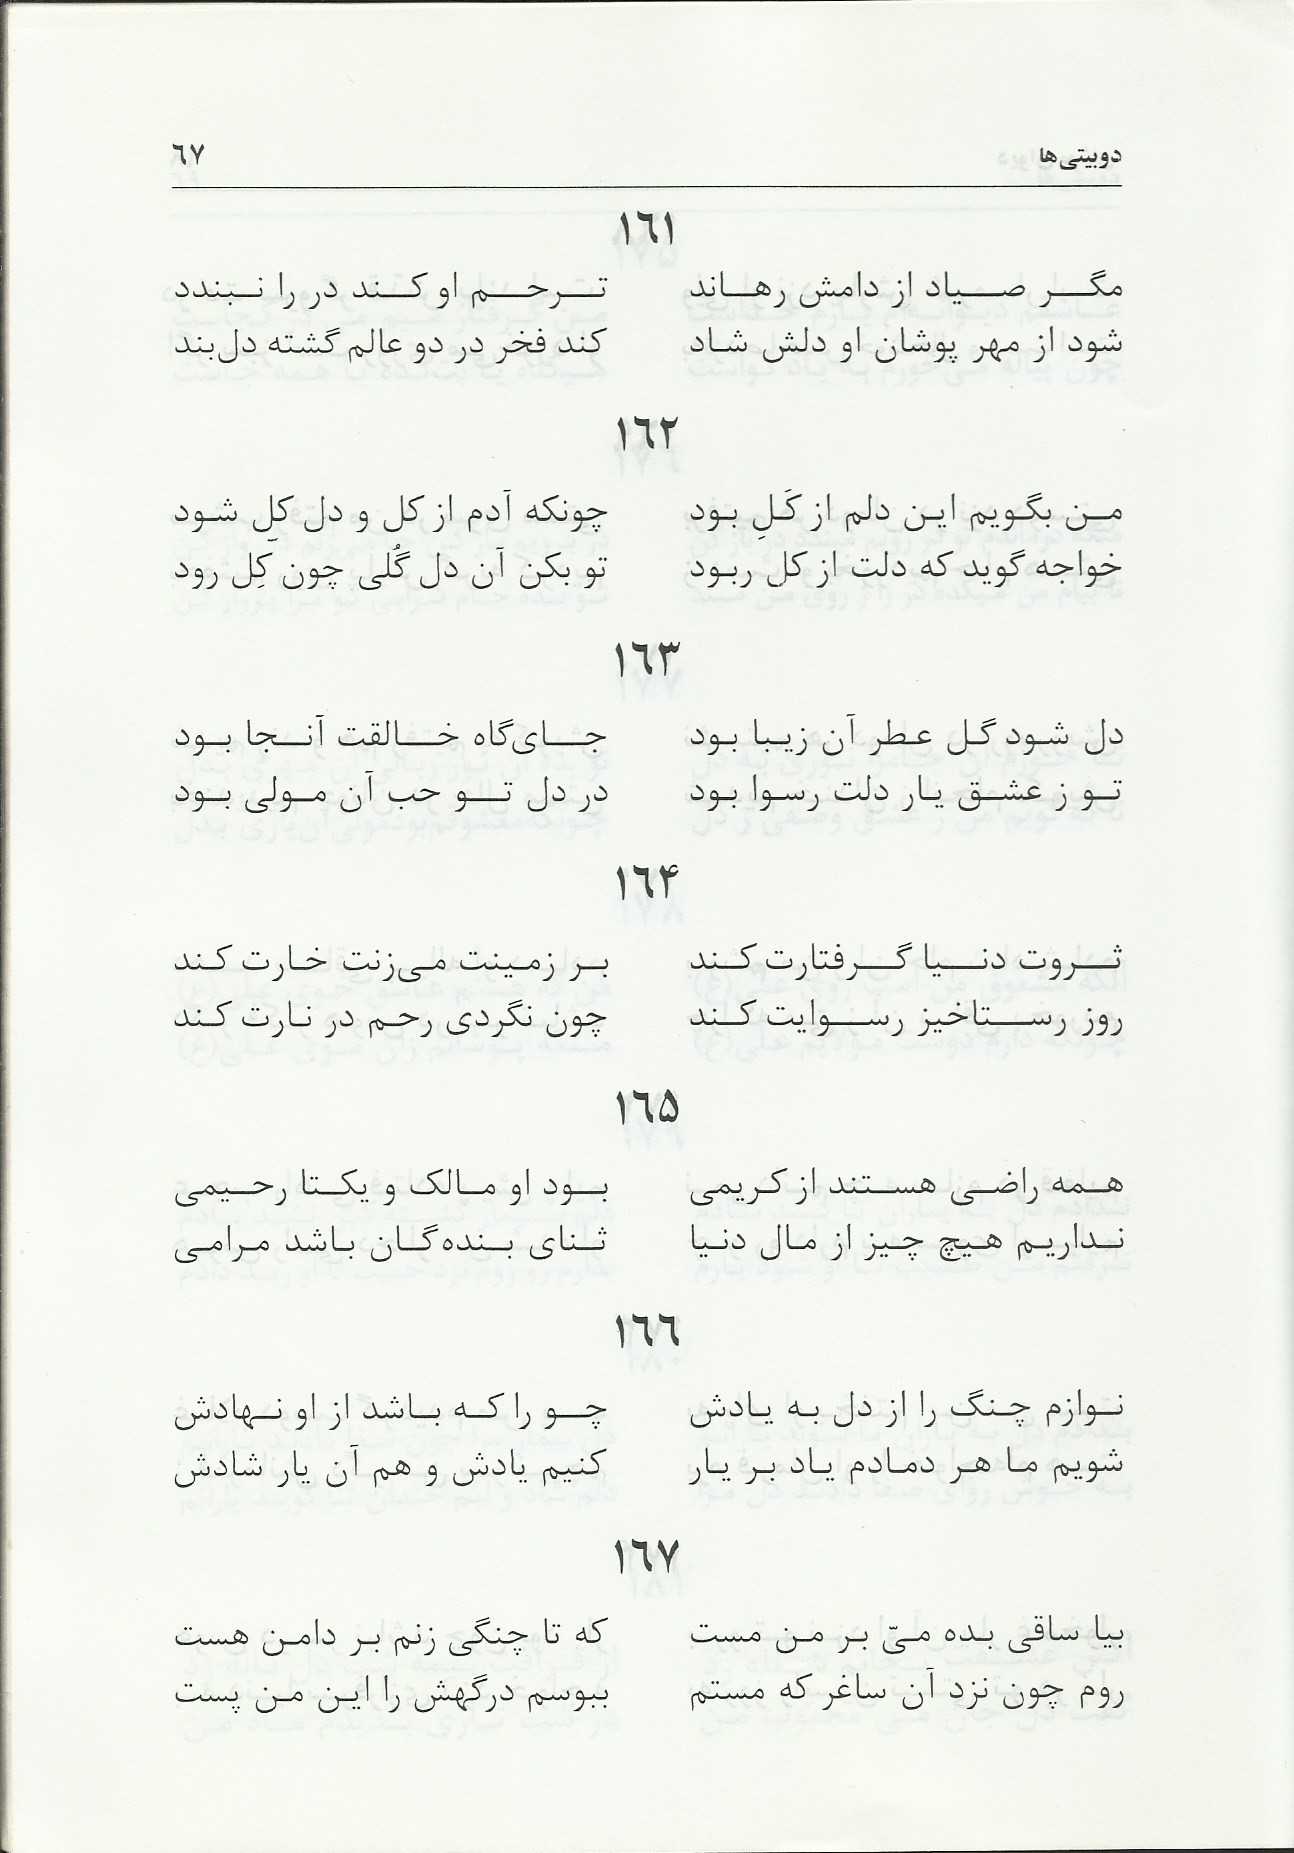 دوبیتی‌ها ٦٧
١٦١
مگر صیاد از دامش رهاند ترحم او کند در را نبندد
شود از مهر پوشان او دلش شاد کند فخر در دو عالم گشته دل‌بند
١٦٢
من بگویم این دلم از کَلِ بود چونکه آدم از کل و دل کل شود
خواجه گوید که دلت از کل ربود تو بکن آن دل گُلی چون کِل رود
١٦٣
دل شود گل عطر آن زیبا بود جای‌گاه خالقت آنجا بود
تو ز عشق یار دلت رسوا بود در دل تو حب آن مولی بود
١٦۴
ثروت دنیا گرفتارت کند بر زمینت می‌زنت خارت کند
روز رستاخیز رسوایت کند چون نگردی رحم در نارت کند
١٦۵
همه راضی هستند از کریمی بود او مالک و یکتا رحیمی
نداریم هیچ چیز از مال دنیا ثنای بنده‌گان باشد مرامی
١٦٦
نوازم چنگ را از دل به یادش چو را که باشد از او نهادش
شویم ما هر دمادم یاد بر یار کنیم یادش و هم آن یار شادش
١٦٧
بیا ساقی بده میّ بر من مست که تا چنگی زنم بر دامن هست
روم چون نزد آن ساغر که مستم ببوسم درگهش را این من پست